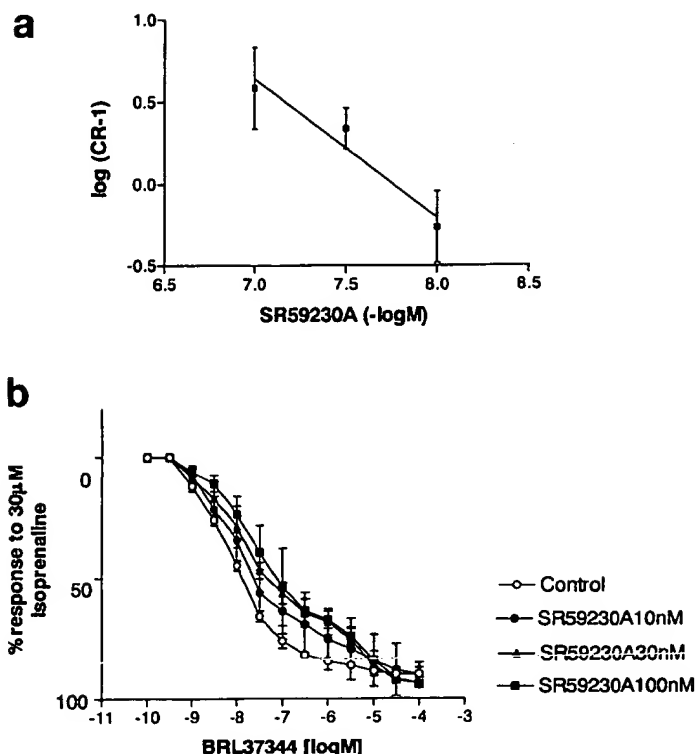 a
1.0
0.5
0.0
-0.5
log (CR-1)
6.5 7.0 7.5 8.0 8.5
SR59230A (-logM)
b
0
50
100
%response to 30µM
Isoprenaline
-11 -10 -9 -8 -7 -6 -5 -4 -3
BRL37344 [logM]
Control
SR59230A10nM
SR59230A30nM
SR59230A100nM